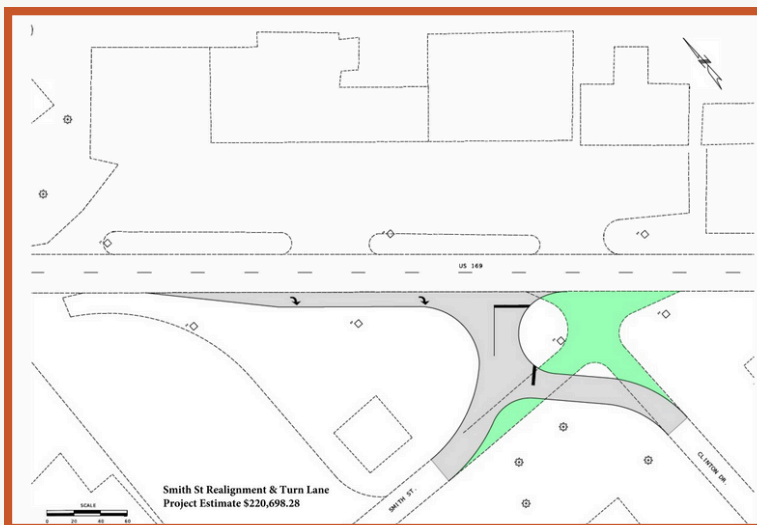 )
N
US 169
CLINTON DR.
SMITH ST.
Smith St Realignment & Turn Lane
Project Estimate $220,698.28
SCALE
0 20 40 60